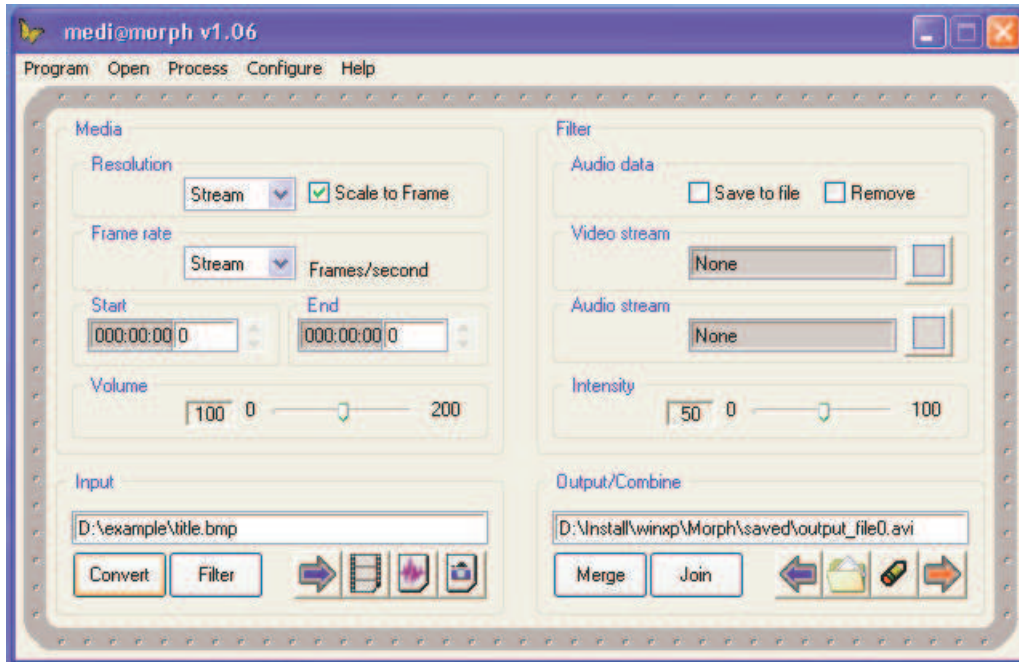 medi@morph v1.06
Program Open Process Configure Help
Media
Resolution
Stream Scale to Frame
Frame rate
Stream Frames/second
Start End
000:00:00 0 000:00:00 0
Volume
100 0 200
Filter
Audio data
Save to file Remove
Video stream
None
Audio stream
None
Intensity
50 0 100
Input
D:\example\title.bmp
Convert Filter
Output/Combine
D:\Install\winxp\Morph\saved\output_file0.avi
Merge Join